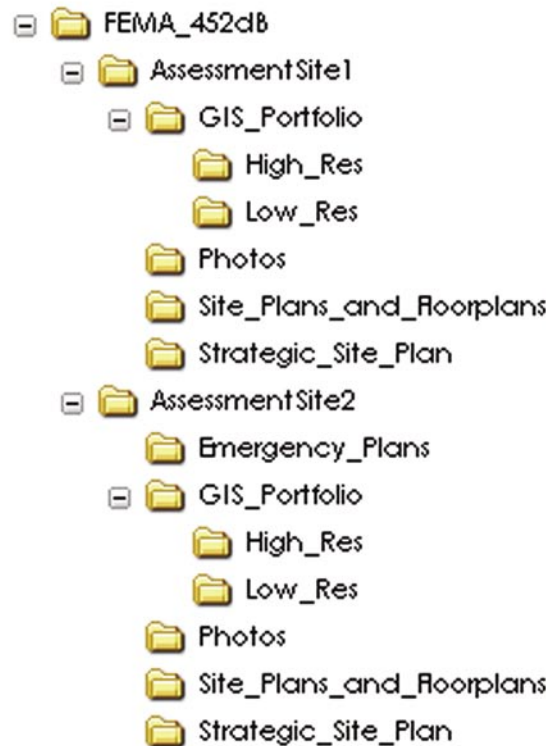 FEMA_452dB
AssessmentSite1
GIS_Portfolio
High_Res
Low_Res
Photos
Site_Plans_and_Floorplans
Strategic_Site_Plan
AssessmentSite2
Emergency_Plans
GIS_Portfolio
High_Res
Low_Res
Photos
Site_Plans_and_Floorplans
Strategic_Site_Plan